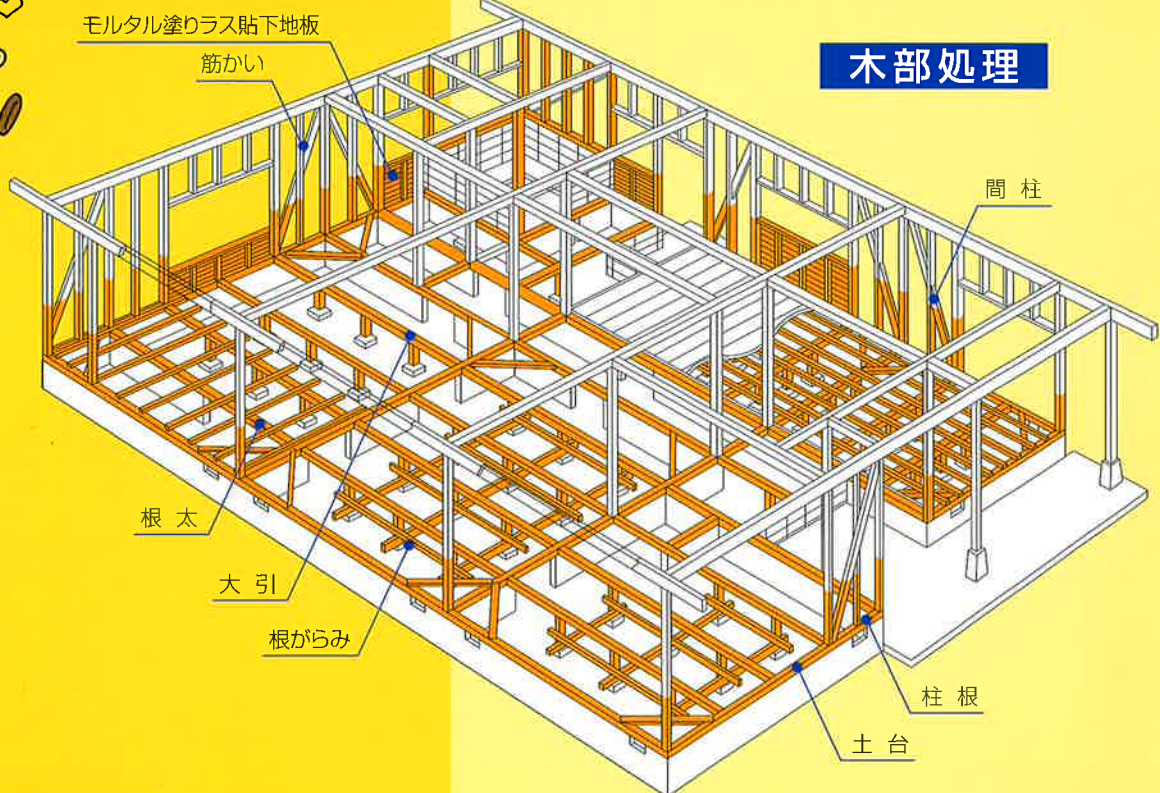 モルタル塗りラス貼下地板
筋かい
木部処理
間柱
根太
大引
根がらみ
柱根
土台